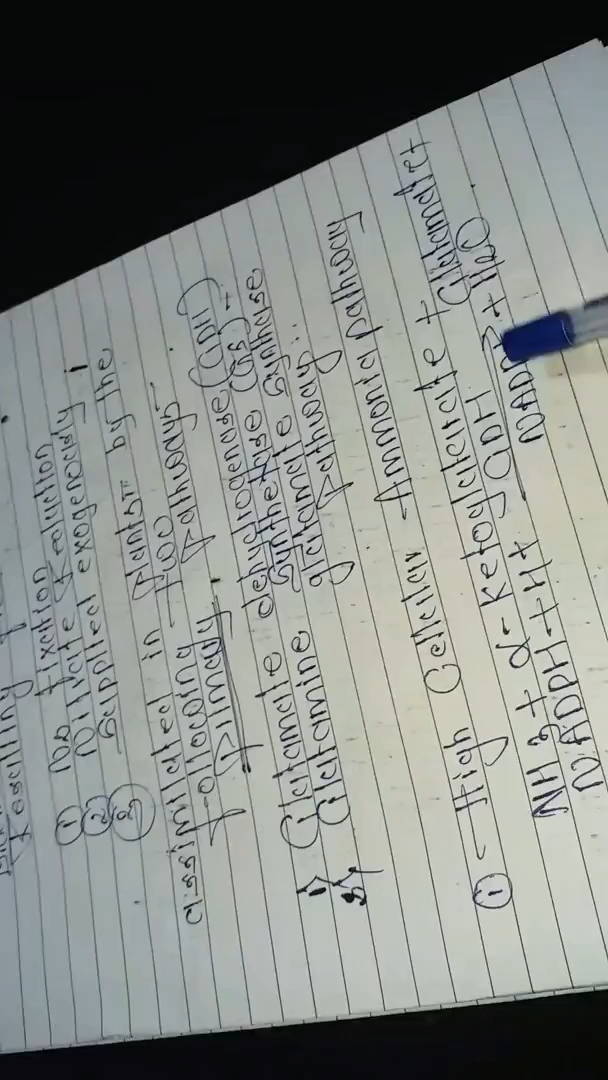 resulting
① N2 fixation
② Nitrate Reduction
③ Supplied exogenously
assimilated in plants by the
following two
primary pathways
1> Glutamate dehydrogenase (GDH)
2> Glutamine synthetase (GS) -
glutamate synthase
pathway
① - High Cellular Ammonia pathway
NH3 + α-Ketoglutarate +
NADPH + H+ GDH Glutamate +
NADP + H2O